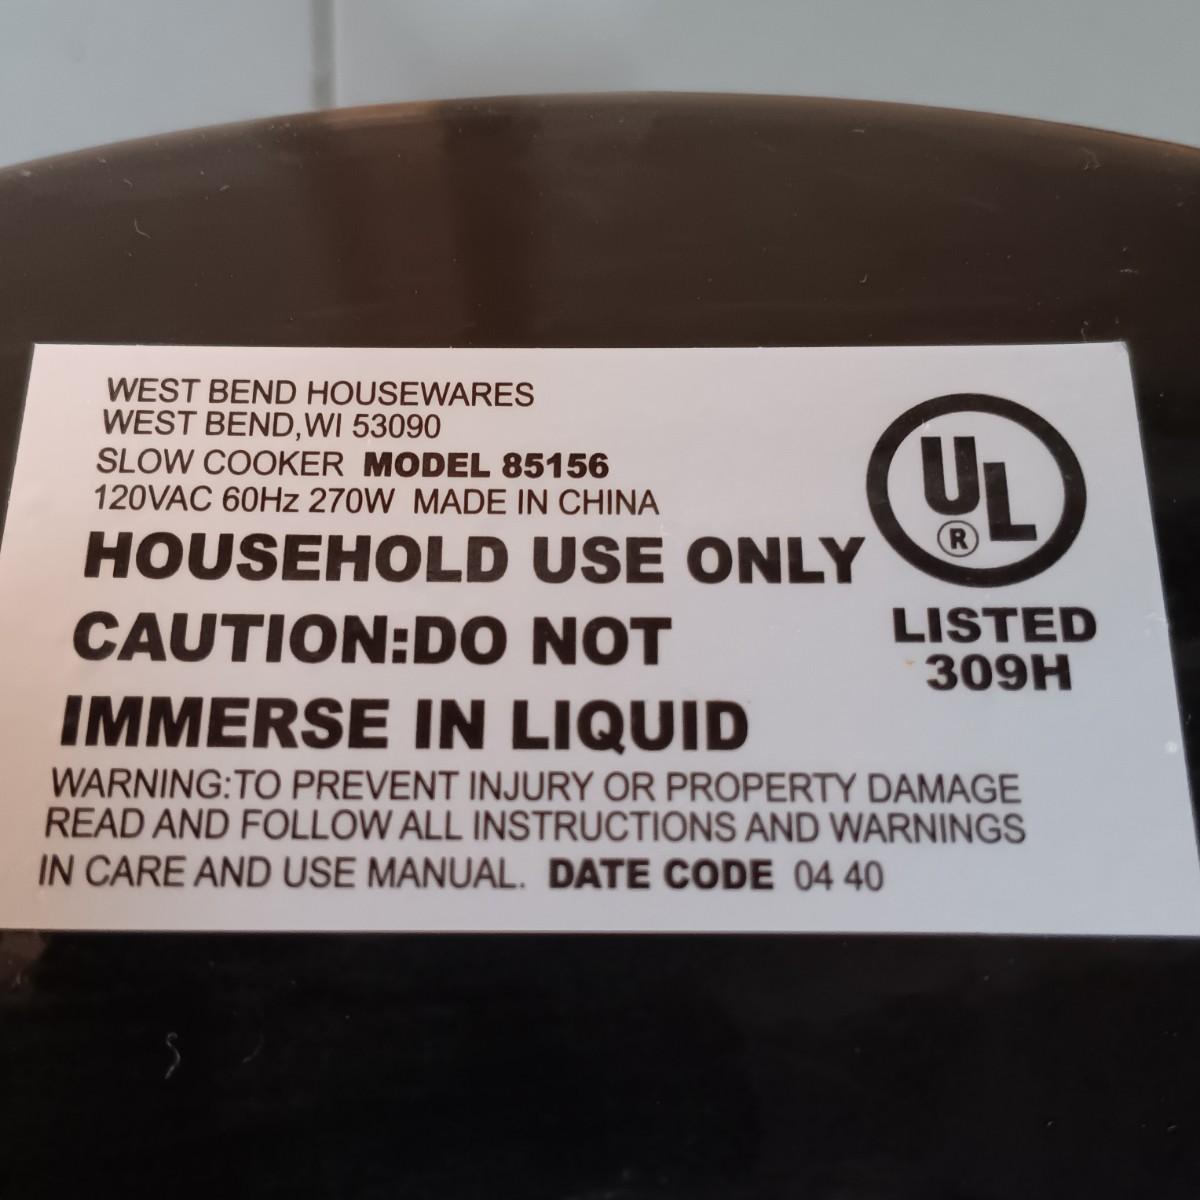 WEST BEND HOUSEWARES
WEST BEND,WI 53090
SLOW COOKER MODEL 85156
120VAC 60Hz 270W MADE IN CHINA
HOUSEHOLD USE ONLY
CAUTION:DO NOT
IMMERSE IN LIQUID
WARNING:TO PREVENT INJURY OR PROPERTY DAMAGE
READ AND FOLLOW ALL INSTRUCTIONS AND WARNINGS
IN CARE AND USE MANUAL. DATE CODE 04 40
UL
®
LISTED
309H